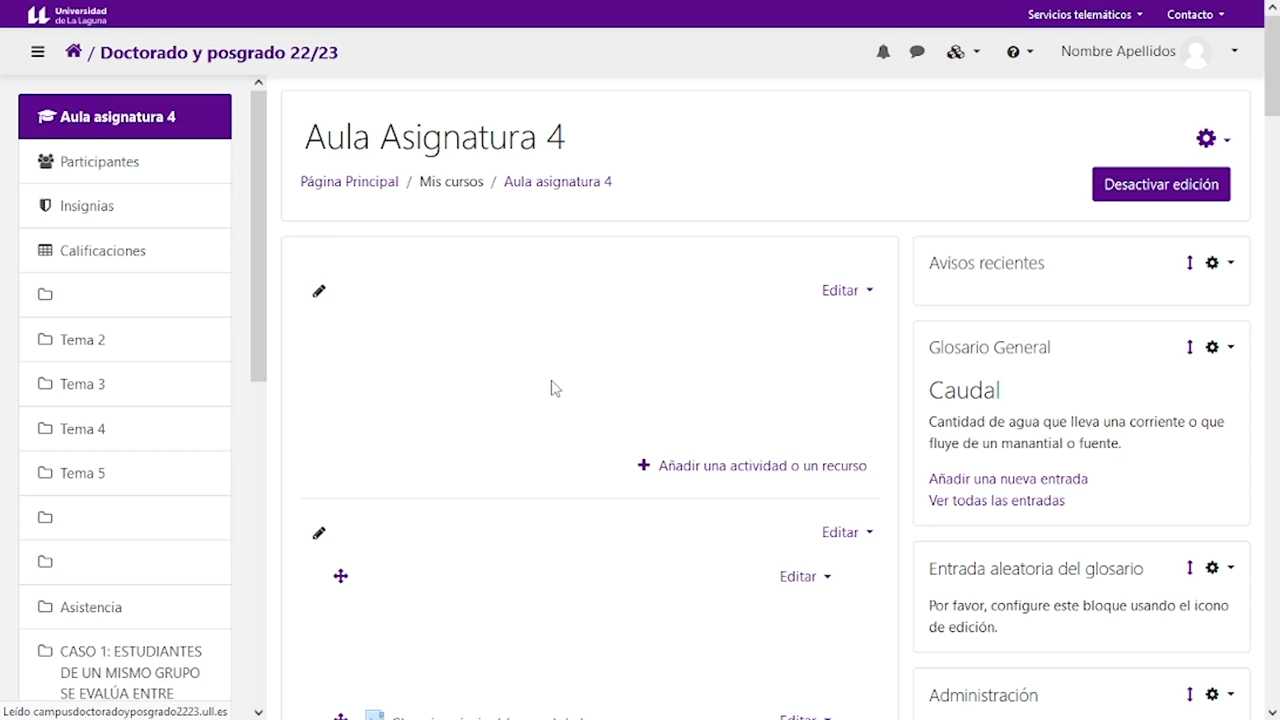 Universidad
de La Laguna
Servicios telemáticos
Contacto
/ Doctorado y posgrado 22/23
Nombre Apellidos
Aula asignatura 4
Participantes
Insignias
Calificaciones
Tema 2
Tema 3
Tema 4
Tema 5
Asistencia
CASO 1: ESTUDIANTES
DE UN MISMO GRUPO
SE EVALÚA ENTRE
Leído campusdoctoradoyposgrado2223.ull.es
Aula Asignatura 4
Página Principal / Mis cursos / Aula asignatura 4
Desactivar edición
Editar
Añadir una actividad o un recurso
Editar
Editar
Editar
Avisos recientes
Glosario General
Caudal
Cantidad de agua que lleva una corriente o que
fluye de un manantial o fuente.
Añadir una nueva entrada
Ver todas las entradas
Entrada aleatoria del glosario
Por favor, configure este bloque usando el icono
de edición.
Administración